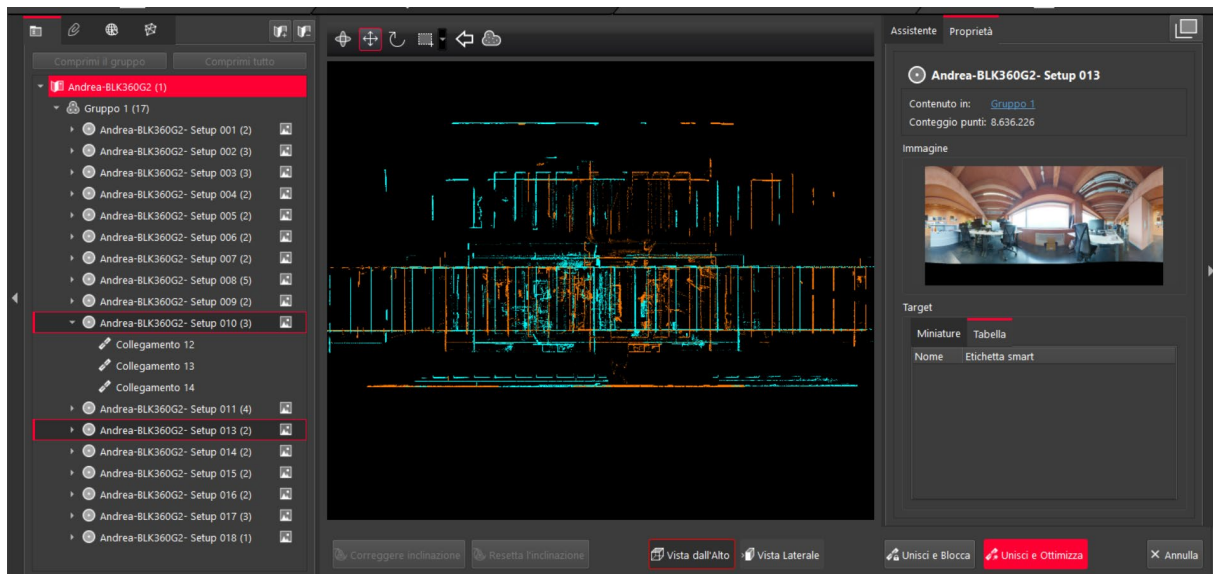 Assistente Proprietà
Comprimi il gruppo Comprimi tutto
Andrea-BLK360G2 (1)
Gruppo 1 (17)
Andrea-BLK360G2- Setup 001 (2)
Andrea-BLK360G2- Setup 002 (3)
Andrea-BLK360G2- Setup 003 (3)
Andrea-BLK360G2- Setup 004 (2)
Andrea-BLK360G2- Setup 005 (2)
Andrea-BLK360G2- Setup 006 (2)
Andrea-BLK360G2- Setup 007 (2)
Andrea-BLK360G2- Setup 008 (5)
Andrea-BLK360G2- Setup 009 (2)
Andrea-BLK360G2- Setup 010 (3)
Collegamento 12
Collegamento 13
Collegamento 14
Andrea-BLK360G2- Setup 011 (4)
Andrea-BLK360G2- Setup 013 (2)
Andrea-BLK360G2- Setup 014 (2)
Andrea-BLK360G2- Setup 015 (2)
Andrea-BLK360G2- Setup 016 (2)
Andrea-BLK360G2- Setup 017 (3)
Andrea-BLK360G2- Setup 018 (1)
Andrea-BLK360G2- Setup 013
Contenuto in: Gruppo 1
Conteggio punti: 8.636.226
Immagine
Target
Miniature Tabella
Nome Etichetta smart
Correggere inclinazione Resetta l'inclinazione Vista dall'Alto Vista Laterale Unisci e Blocca Unisci e Ottimizza Annulla